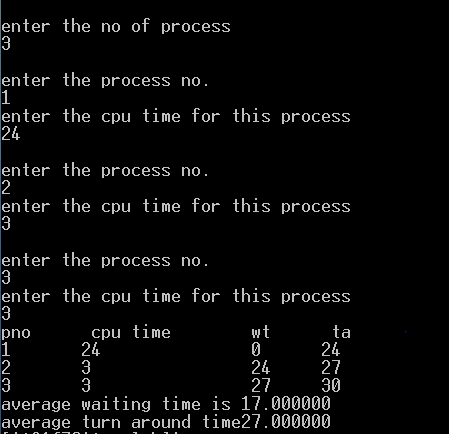 enter the no of process
3
enter the process no.
1
enter the cpu time for this process
24
enter the process no.
2
enter the cpu time for this process
3
enter the process no.
3
enter the cpu time for this process
3
pno cpu time wt ta
1 24 0 24
2 3 24 27
3 3 27 30
average waiting time is 17.000000
average turn around time27.000000